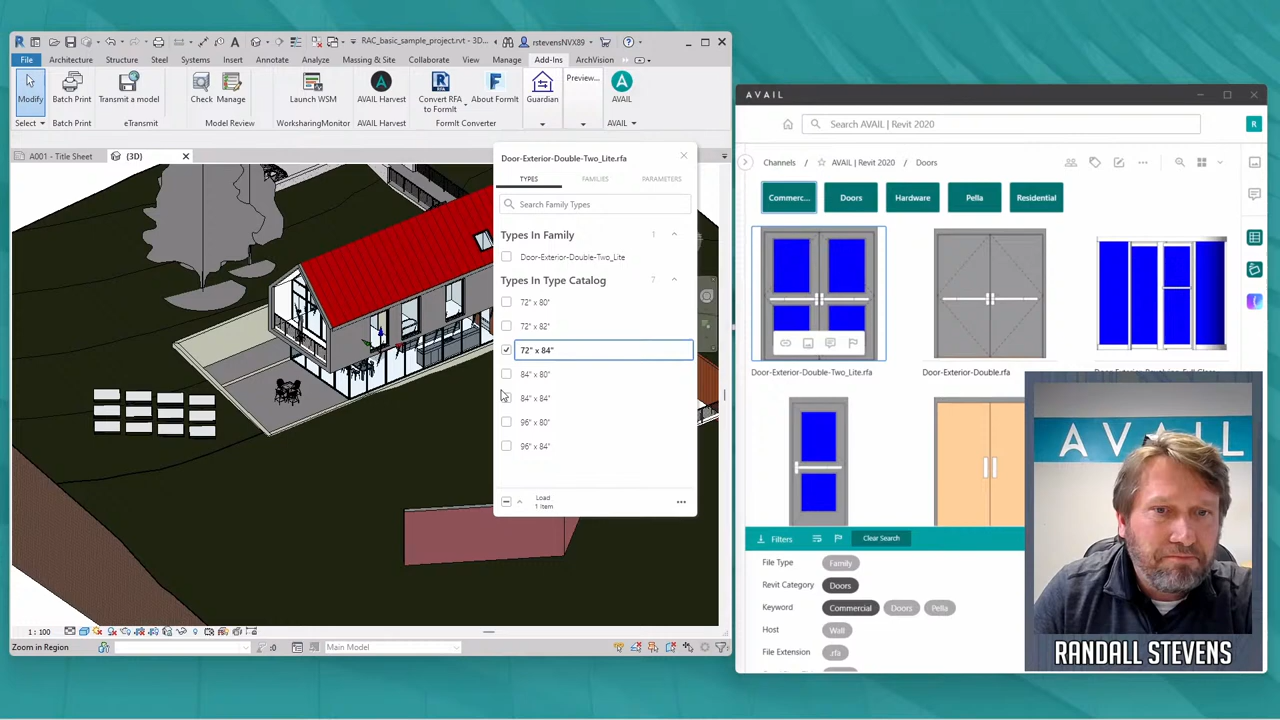 RAC_basic_sample_project.rvt - 3D...
rstevensNVX89
File
Architecture
Structure
Steel
Systems
Insert
Annotate
Analyze
Massing & Site
Collaborate
View
Manage
Add-Ins
ArchVision
Modify
Batch Print
Transmit a model
Check
Manage
Launch WSM
AVAIL Harvest
Convert RFA
to FormIt
About FormIt
Guardian
Preview...
AVAIL
Select
Batch Print
eTransmit
Model Review
WorksharingMonitor
AVAIL Harvest
FormIt Converter
AVAIL
A001 - Title Sheet
(3D)
Door-Exterior-Double-Two_Lite.rfa
TYPES
FAMILIES
PARAMETERS
Search Family Types
Types In Family
1
Door-Exterior-Double-Two_Lite
Types In Type Catalog
7
72" x 80"
72" x 82"
72" x 84"
84" x 80"
84" x 84"
96" x 80"
96" x 84"
Load
1 Item
1 : 100
Zoom in Region
:0
Main Model
AVAIL
Search AVAIL | Revit 2020
R
Channels
AVAIL | Revit 2020
Doors
Commerc...
Doors
Hardware
Pella
Residential
Door-Exterior-Double-Two_Lite.rfa
Door-Exterior-Double.rfa
Filters
Clear Search
File Type
Family
Revit Category
Doors
Keyword
Commercial
Doors
Pella
Host
Wall
File Extension
.rfa
AVAIL
RANDALL STEVENS